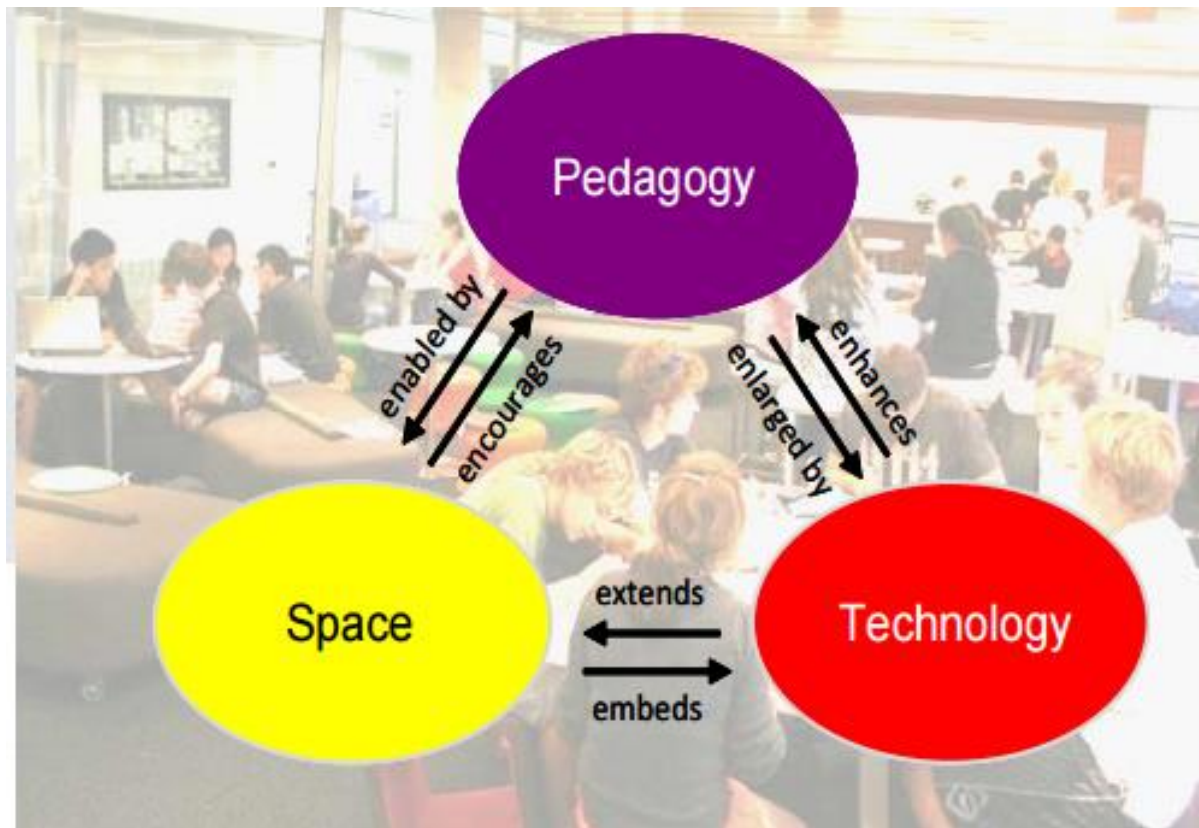 Pedagogy
enabled by
encourages
enhances
enlarged by
Space
extends
embeds
Technology